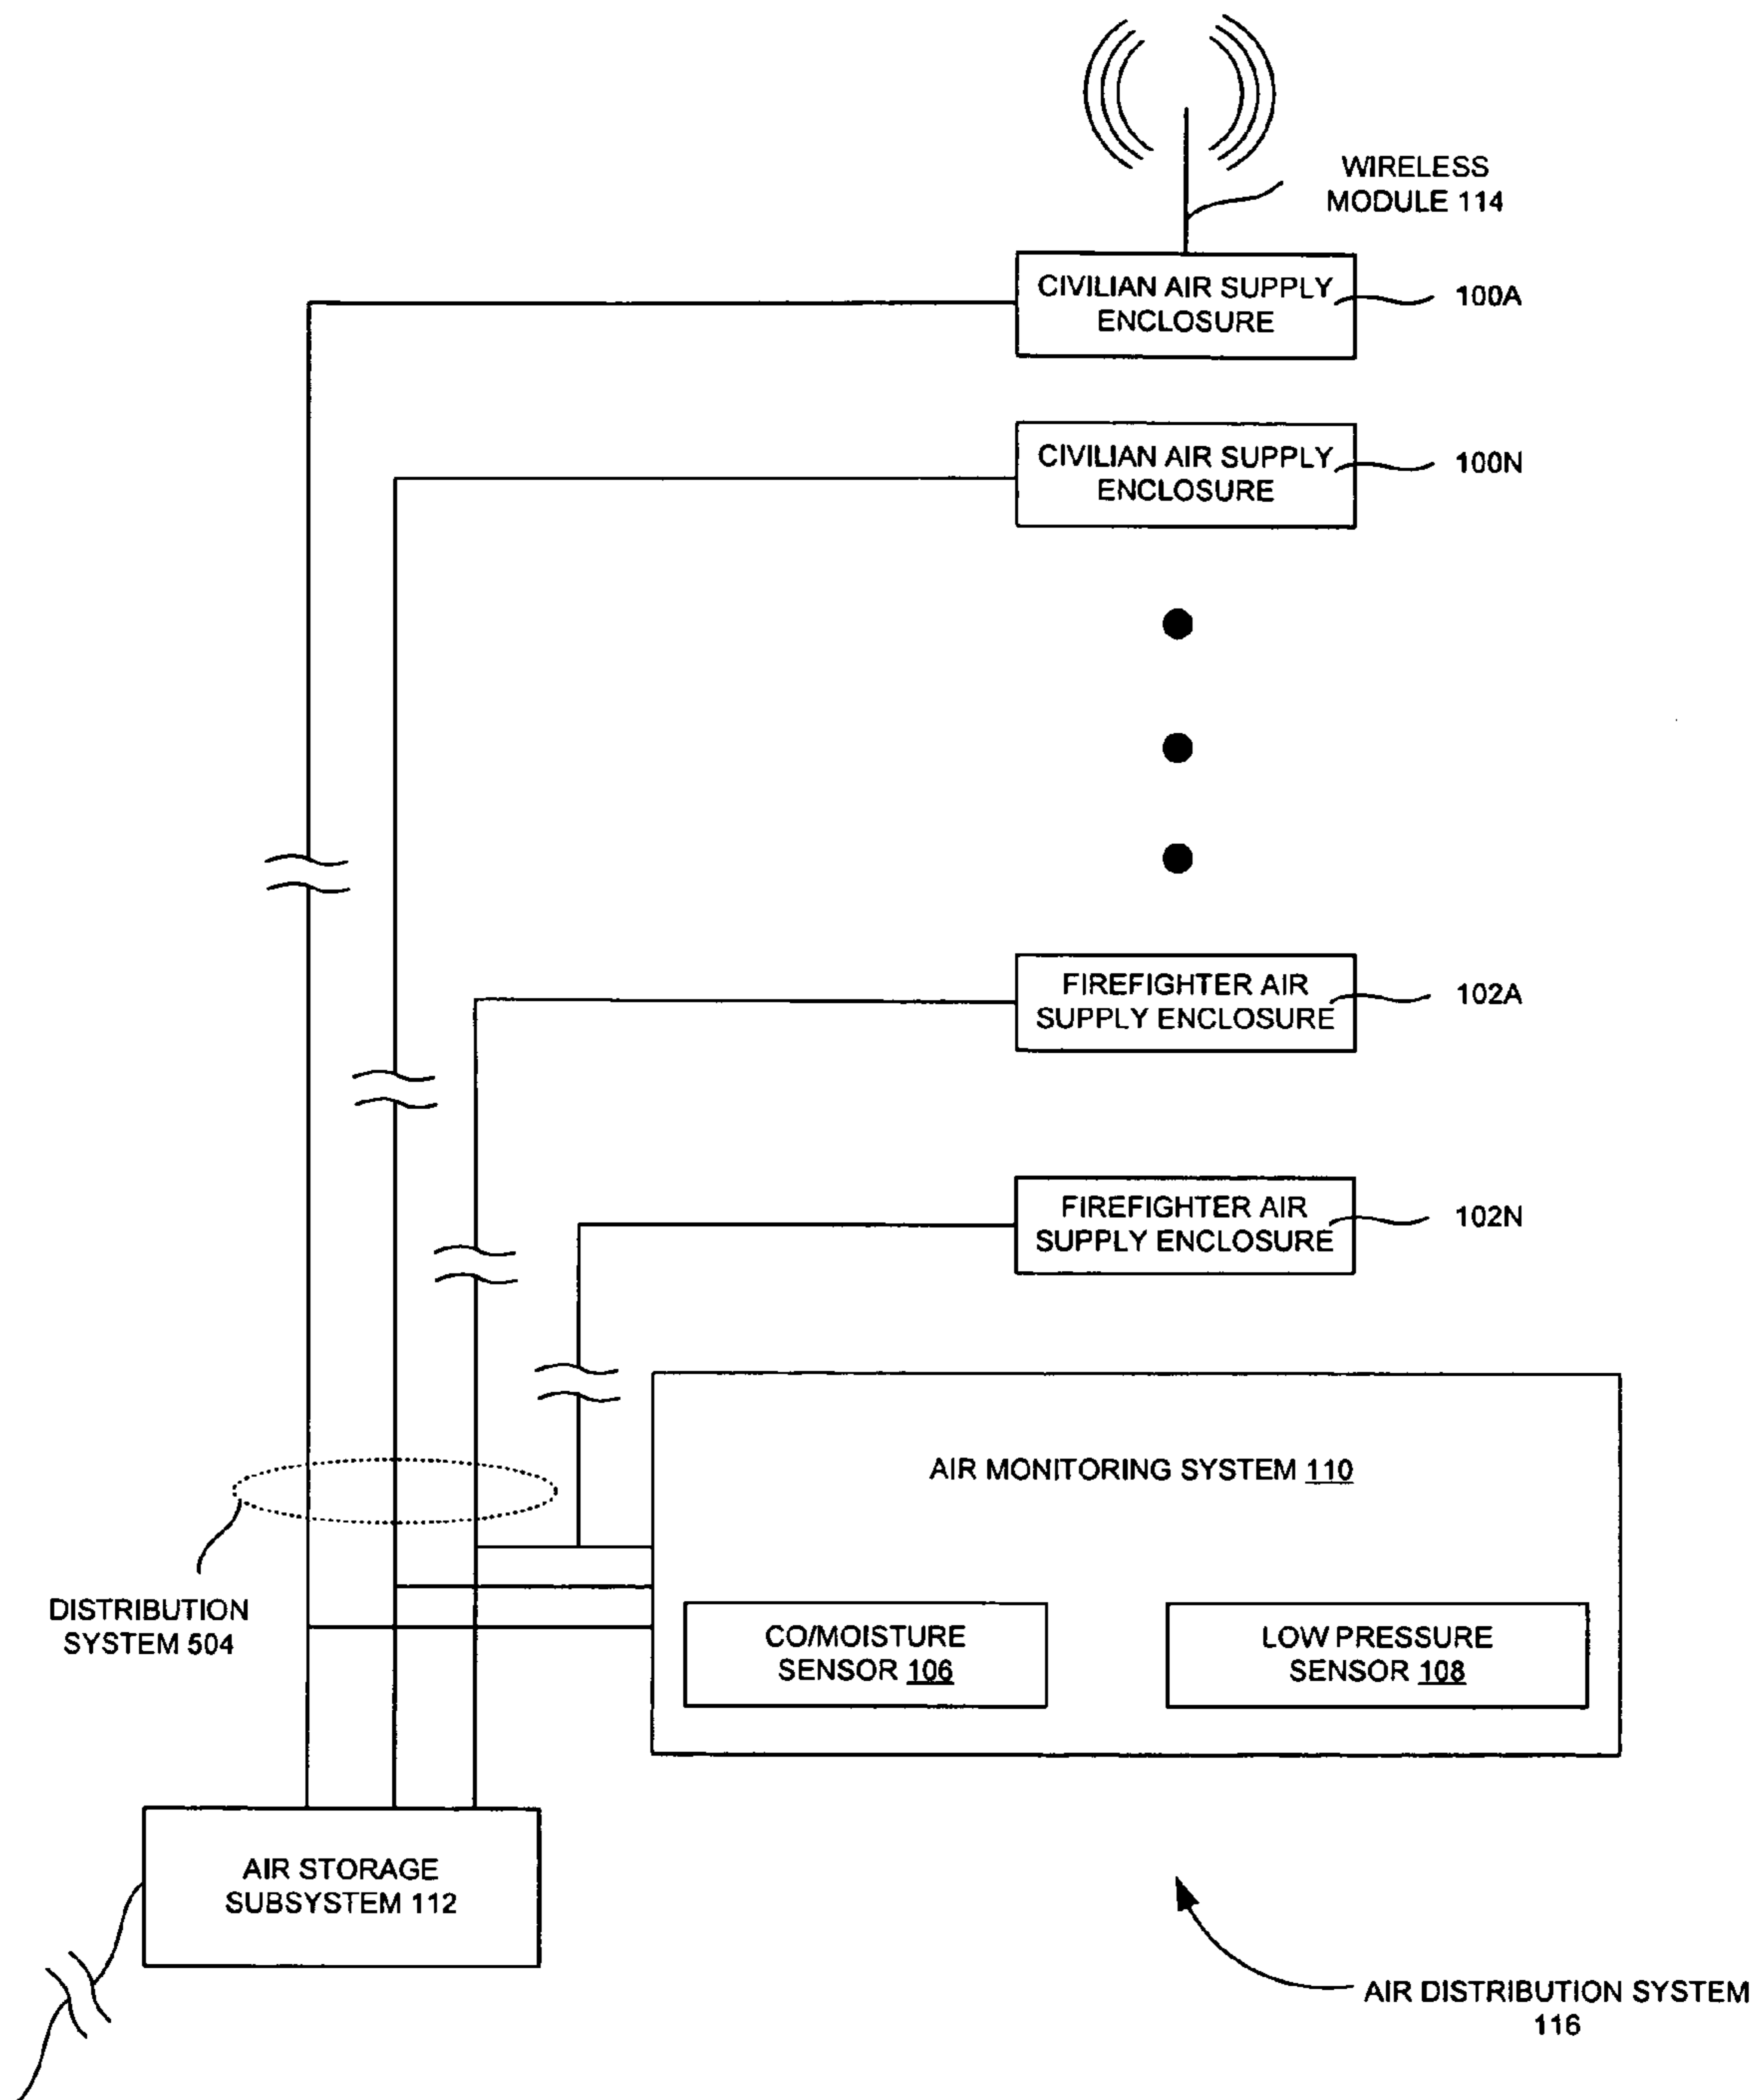 WIRELESS
MODULE 114
CIVILIAN AIR SUPPLY
ENCLOSURE
100A
CIVILIAN AIR SUPPLY
ENCLOSURE
100N
FIREFIGHTER AIR
SUPPLY ENCLOSURE
102A
FIREFIGHTER AIR
SUPPLY ENCLOSURE
102N
AIR MONITORING SYSTEM 110
DISTRIBUTION
SYSTEM 504
CO/MOISTURE
SENSOR 106
LOW PRESSURE
SENSOR 108
AIR STORAGE
SUBSYSTEM 112
AIR DISTRIBUTION SYSTEM
116